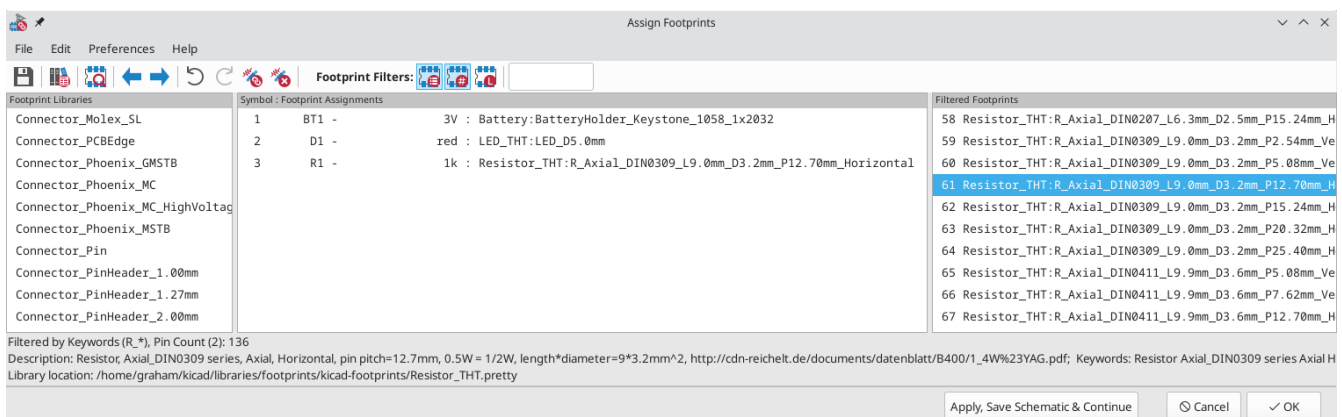 Assign Footprints
File Edit Preferences Help
Footprint Filters:
Footprint Libraries
Connector_Molex_SL
Connector_PCBEdge
Connector_Phoenix_GMSTB
Connector_Phoenix_MC
Connector_Phoenix_MC_HighVoltag
Connector_Phoenix_MSTB
Connector_Pin
Connector_PinHeader_1.00mm
Connector_PinHeader_1.27mm
Connector_PinHeader_2.00mm
Symbol : Footprint Assignments
1 BT1 - 3V : Battery:BatteryHolder_Keystone_1058_1x2032
2 D1 - red : LED_THT:LED_D5.0mm
3 R1 - 1k : Resistor_THT:R_Axial_DIN0309_L9.0mm_D3.2mm_P12.70mm_Horizontal
Filtered Footprints
58 Resistor_THT:R_Axial_DIN0207_L6.3mm_D2.5mm_P15.24mm_H
59 Resistor_THT:R_Axial_DIN0309_L9.0mm_D3.2mm_P2.54mm_Ve
60 Resistor_THT:R_Axial_DIN0309_L9.0mm_D3.2mm_P5.08mm_Ve
61 Resistor_THT:R_Axial_DIN0309_L9.0mm_D3.2mm_P12.70mm_H
62 Resistor_THT:R_Axial_DIN0309_L9.0mm_D3.2mm_P15.24mm_H
63 Resistor_THT:R_Axial_DIN0309_L9.0mm_D3.2mm_P20.32mm_H
64 Resistor_THT:R_Axial_DIN0309_L9.0mm_D3.2mm_P25.40mm_H
65 Resistor_THT:R_Axial_DIN0411_L9.9mm_D3.6mm_P5.08mm_Ve
66 Resistor_THT:R_Axial_DIN0411_L9.9mm_D3.6mm_P7.62mm_Ve
67 Resistor_THT:R_Axial_DIN0411_L9.9mm_D3.6mm_P12.70mm_H
Filtered by Keywords (R_*), Pin Count (2): 136
Description: Resistor, Axial_DIN0309 series, Axial, Horizontal, pin pitch=12.7mm, 0.5W = 1/2W, length*diameter=9*3.2mm^2, http://cdn-reichelt.de/documents/datenblatt/B400/1_4W%23YAG.pdf; Keywords: Resistor Axial_DIN0309 series Axial H
Library location: /home/graham/kicad/libraries/footprints/kicad-footprints/Resistor_THT.pretty
Apply, Save Schematic & Continue Cancel OK